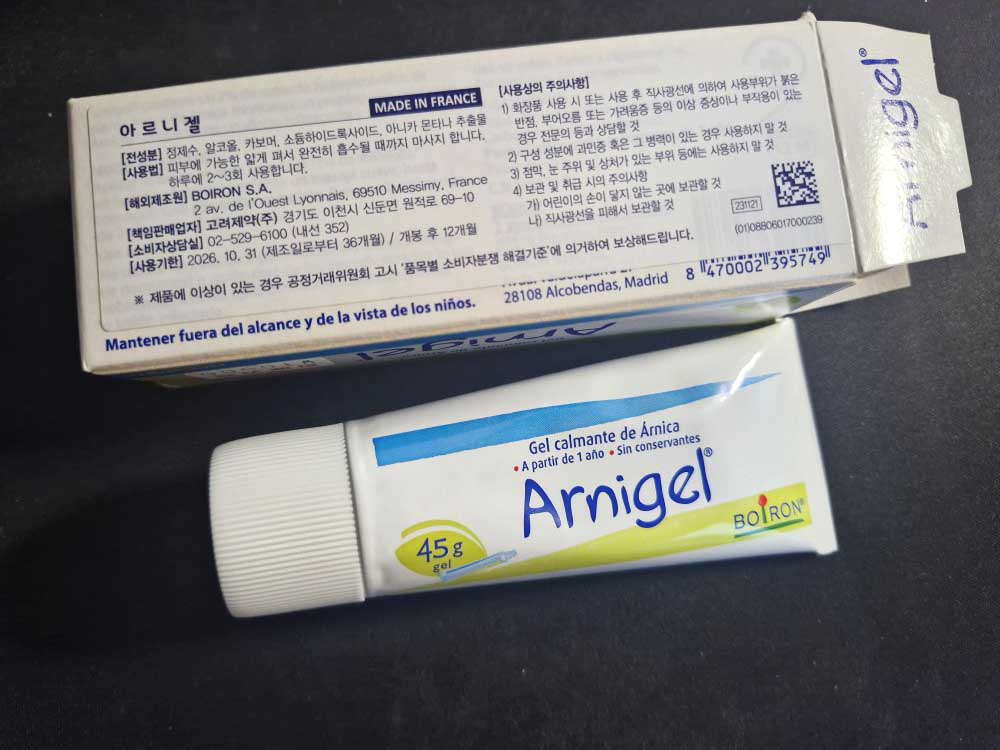 아르니겔
MADE IN FRANCE
[전성분] 정제수, 알코올, 카보머, 소듐하이드록사이드, 아니카 몬타나 추출물
[사용법] 피부에 가능한 얇게 펴서 완전히 흡수될 때까지 마사지 합니다.
하루에 2~3회 사용합니다.
[해외제조원] BOIRON S.A.
2 av. de l'Ouest Lyonnais, 69510 Messimy, France
[책임판매업자] 고려제약(주) 경기도 이천시 신둔면 원적로 69-10
[소비자상담실] 02-529-6100 (내선 352)
[사용기한] 2026. 10. 31 (제조일로부터 36개월) / 개봉 후 12개월
※ 제품에 이상이 있는 경우 공정거래위원회 고시 '품목별 소비자분쟁 해결기준'에 의거하여 보상해드립니다.
[사용상의 주의사항]
1) 화장품 사용 시 또는 사용 후 직사광선에 의하여 사용부위가 붉은
반점, 부어오름 또는 가려움증 등의 이상 증상이나 부작용이 있는
경우 전문의 등과 상담할 것
2) 구성 성분에 과민증 혹은 그 병력이 있는 경우 사용하지 말 것
3) 점막, 눈 주위 및 상처가 있는 부위 등에는 사용하지 말 것
4) 보관 및 취급 시의 주의사항
가) 어린이의 손이 닿지 않는 곳에 보관할 것
나) 직사광선을 피해서 보관할 것
231121
(01)08806017000239
Mantener fuera del alcance y de la vista de los niños.
28108 Alcobendas, Madrid
8 470002 395749
Arnigel®
Arnigel
Gel calmante de Árnica
• A partir de 1 año • Sin conservantes
Arnigel®
BOIRON®
45 g
gel